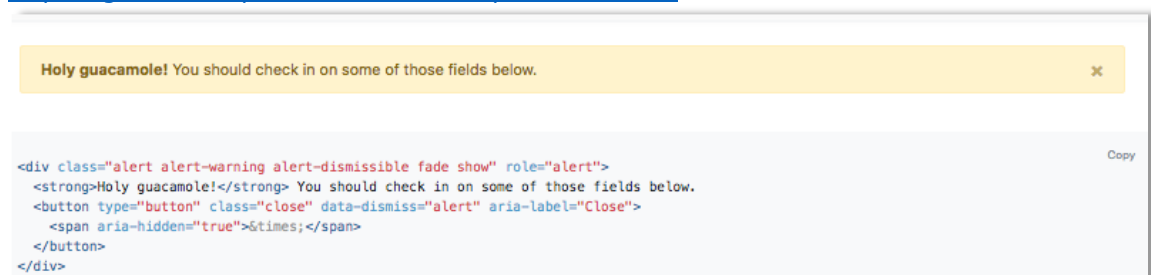 Holy guacamole! You should check in on some of those fields below. ×
Copy
<div class="alert alert-warning alert-dismissible fade show" role="alert">
  <strong>Holy guacamole!</strong> You should check in on some of those fields below.
  <button type="button" class="close" data-dismiss="alert" aria-label="Close">
    <span aria-hidden="true">&times;</span>
  </button>
</div>